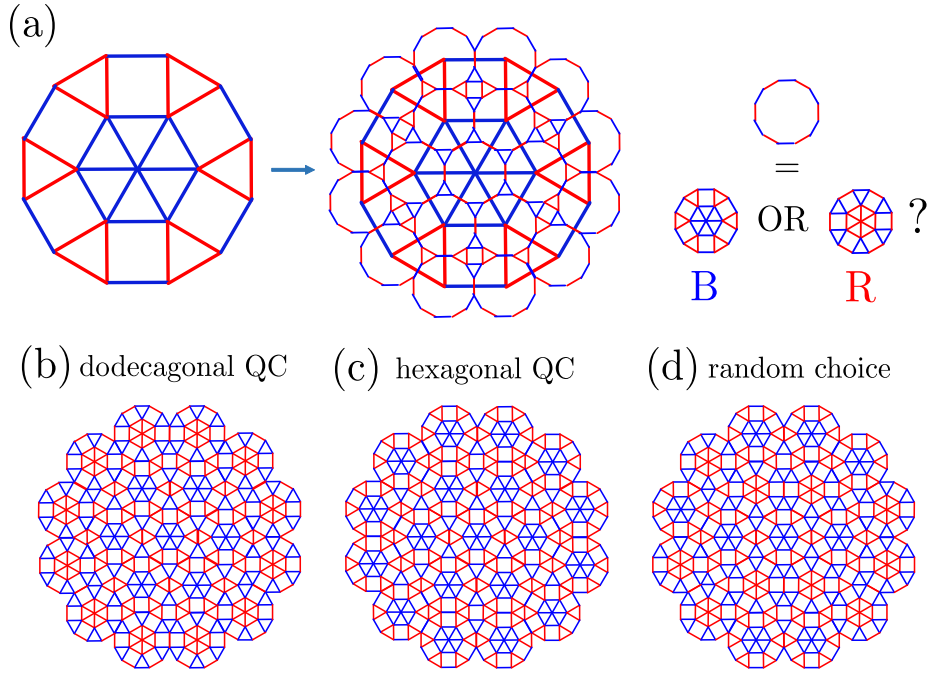 (a)
=
OR
?
B
R
(b) dodecagonal QC
(c) hexagonal QC
(d) random choice